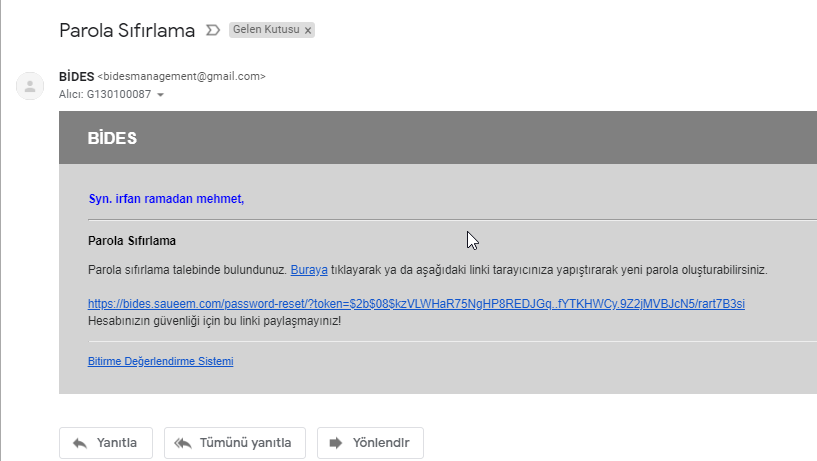 Parola Sıfırlama Gelen Kutusu x
BİDES <bidesmanagement@gmail.com>
Alıcı: G130100087
BİDES
Syn. irfan ramadan mehmet,
Parola Sıfırlama
Parola sıfırlama talebinde bulundunuz. Buraya tıklayarak ya da aşağıdaki linki tarayıcınıza yapıştırarak yeni parola oluşturabilirsiniz.
https://bides.saueem.com/password-reset/?token=$2b$08$kzVLWHaR75NgHP8REDJGq..fYTKHWCy.9Z2jMVBJcN5/rart7B3si
Hesabınızın güvenliği için bu linki paylaşmayınız!
Bitirme Değerlendirme Sistemi
Yanıtla Tümünü yanıtla Yönlendir